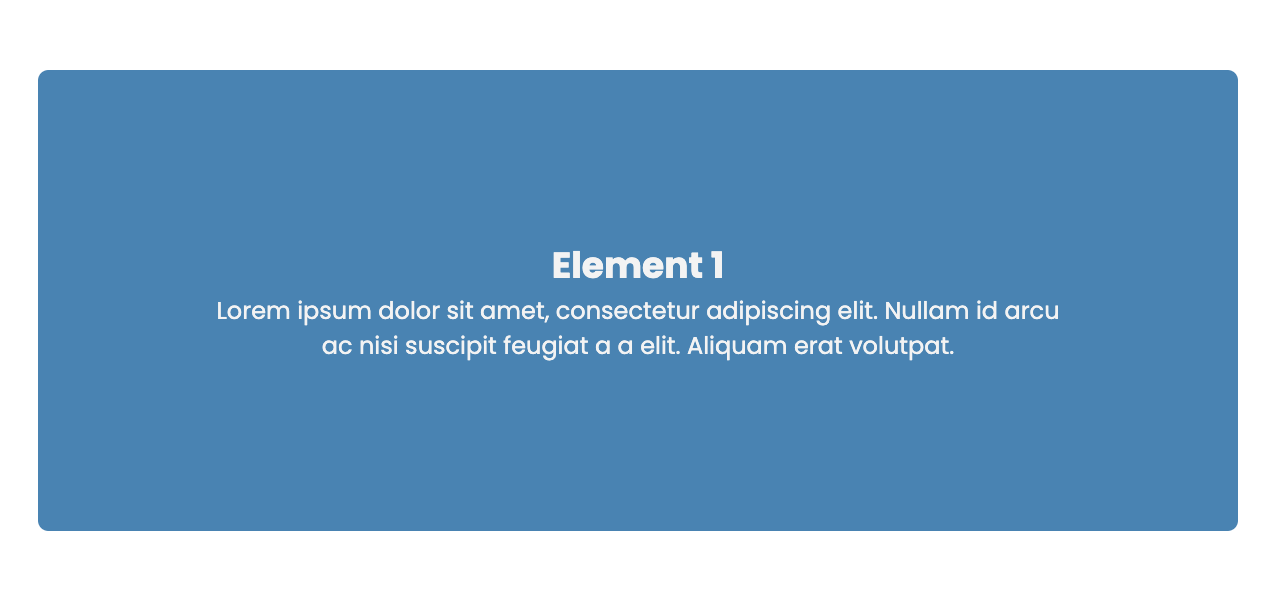 Element 1
Lorem ipsum dolor sit amet, consectetur adipiscing elit. Nullam id arcu
ac nisi suscipit feugiat a a elit. Aliquam erat volutpat.